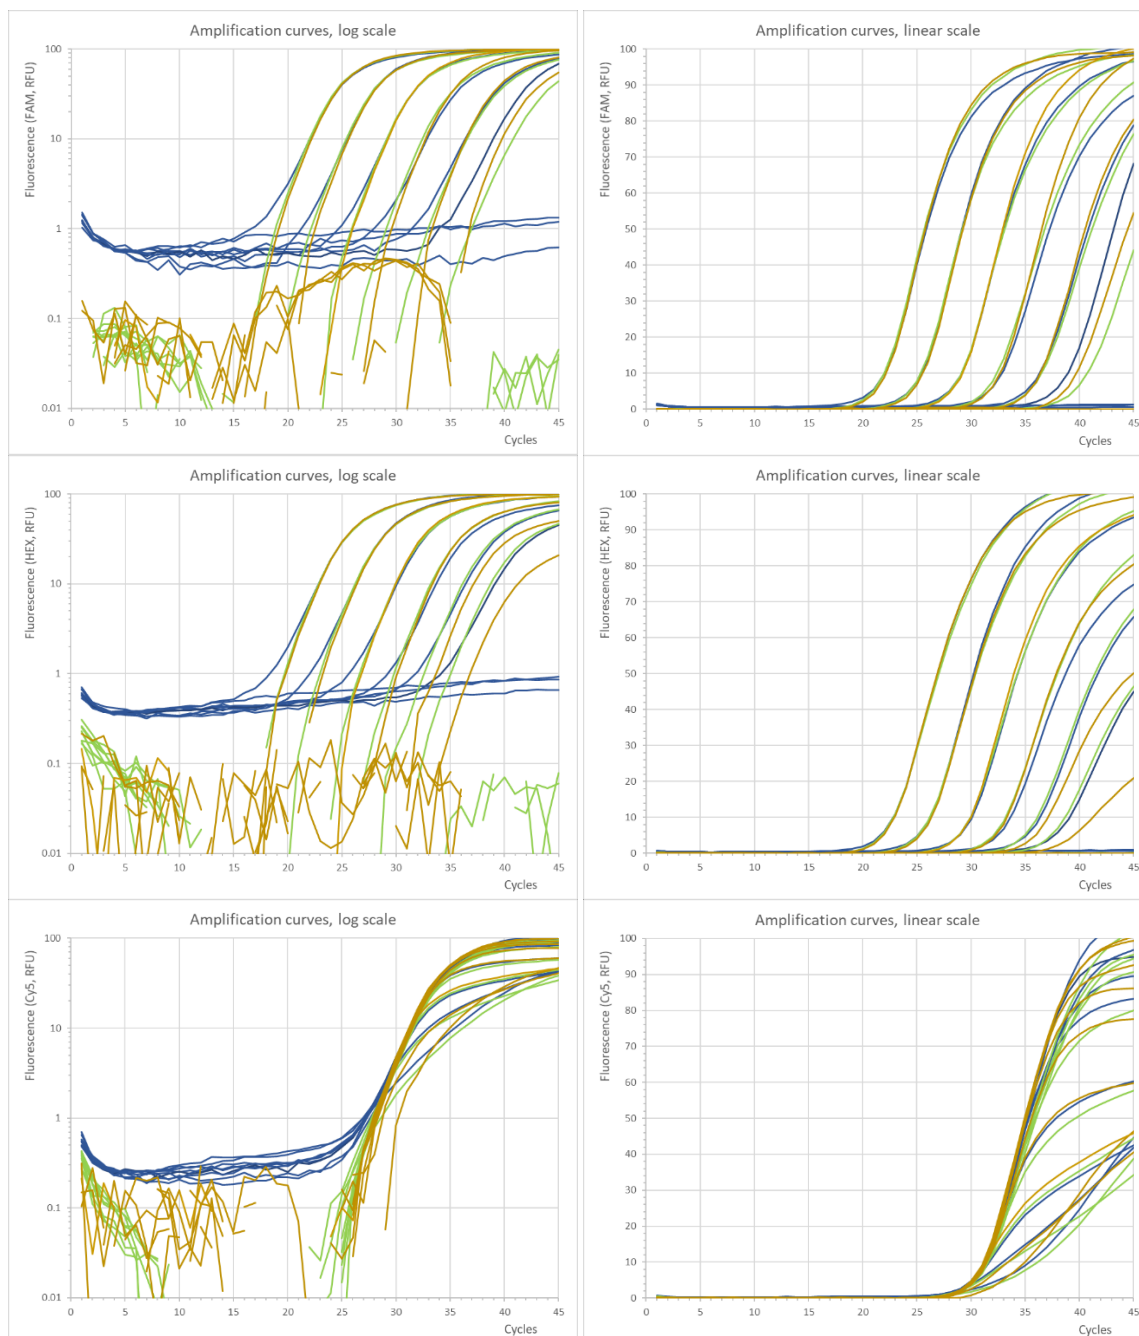 Amplification curves, log scale
Fluorescence (FAM, RFU)
100
10
1
0.1
0.01
0 5 10 15 20 25 30 35 40 45
Cycles
Amplification curves, linear scale
Fluorescence (FAM, RFU)
100
90
80
70
60
50
40
30
20
10
0
0 5 10 15 20 25 30 35 40 45
Cycles
Amplification curves, log scale
Fluorescence (HEX, RFU)
100
10
1
0.1
0.01
0 5 10 15 20 25 30 35 40 45
Cycles
Amplification curves, linear scale
Fluorescence (HEX, RFU)
100
90
80
70
60
50
40
30
20
10
0
0 5 10 15 20 25 30 35 40 45
Cycles
Amplification curves, log scale
Fluorescence (Cy5, RFU)
100
10
1
0.1
0.01
0 5 10 15 20 25 30 35 40 45
Cycles
Amplification curves, linear scale
Fluorescence (Cy5, RFU)
100
90
80
70
60
50
40
30
20
10
0
0 5 10 15 20 25 30 35 40 45
Cycles